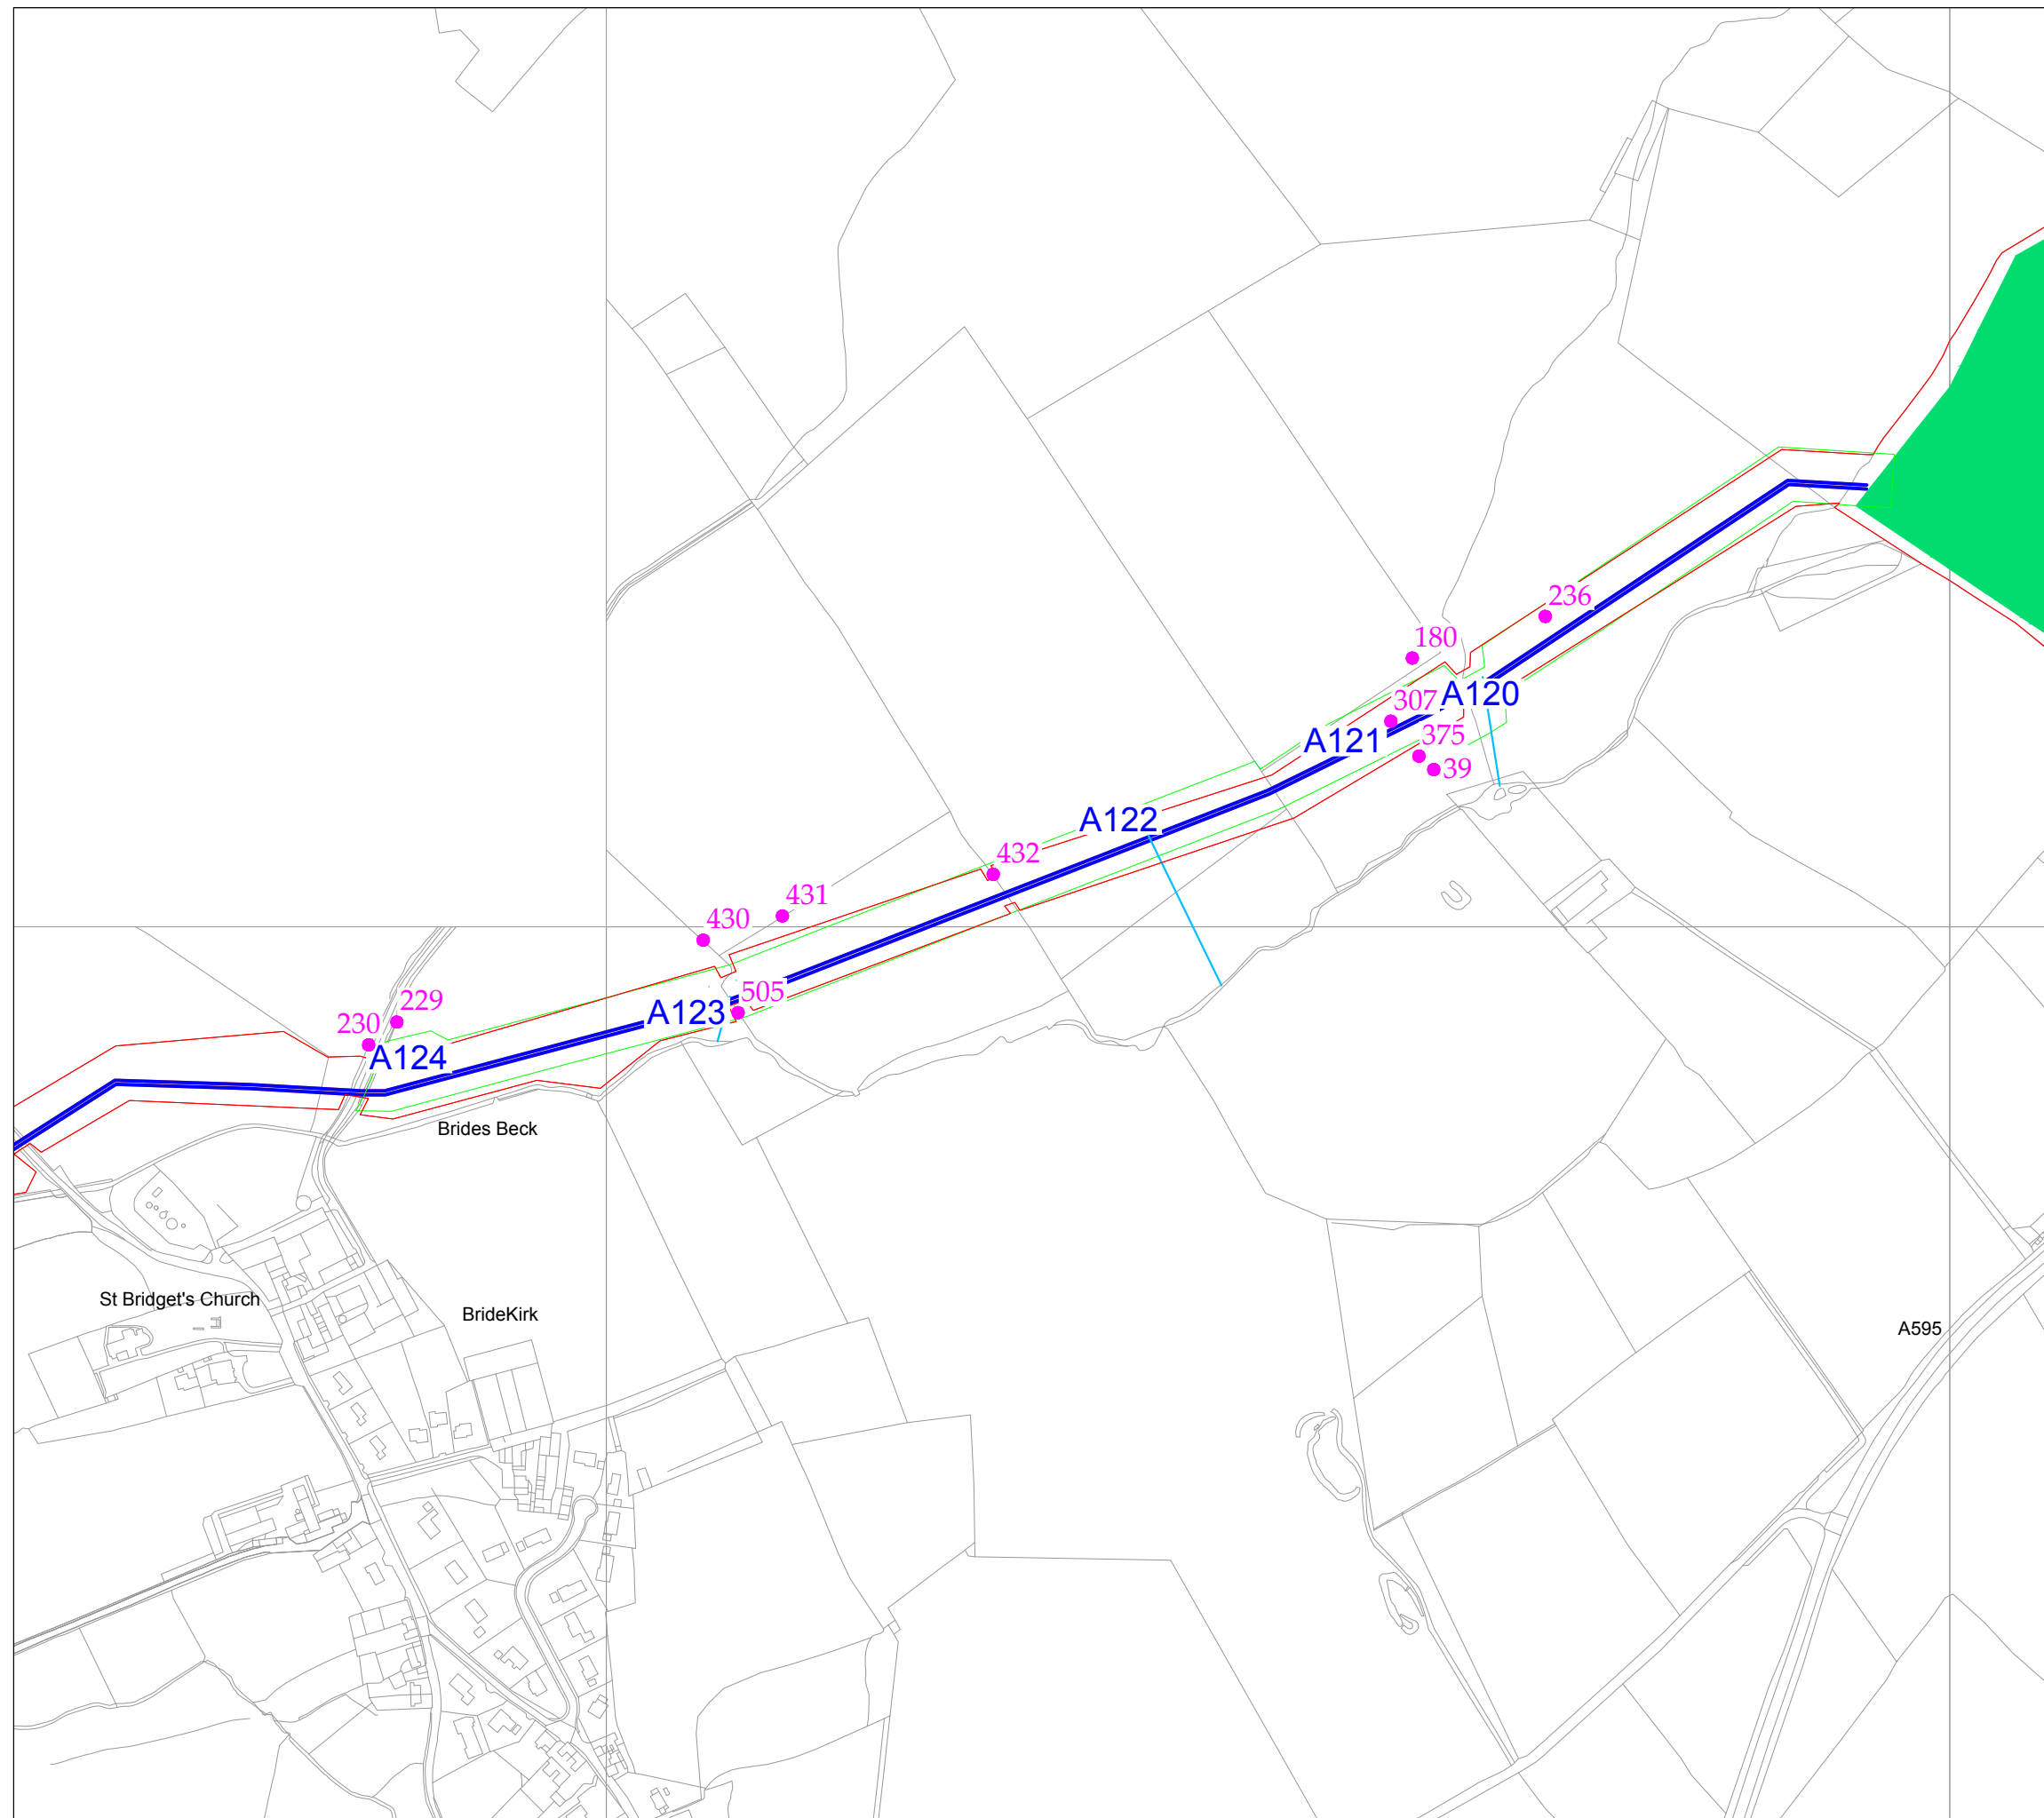 236
180
A120
307
A121
375
39
A122
432
431
430
505
A123
229
230
A124
Brides Beck
St Bridget's Church
BrideKirk
A595